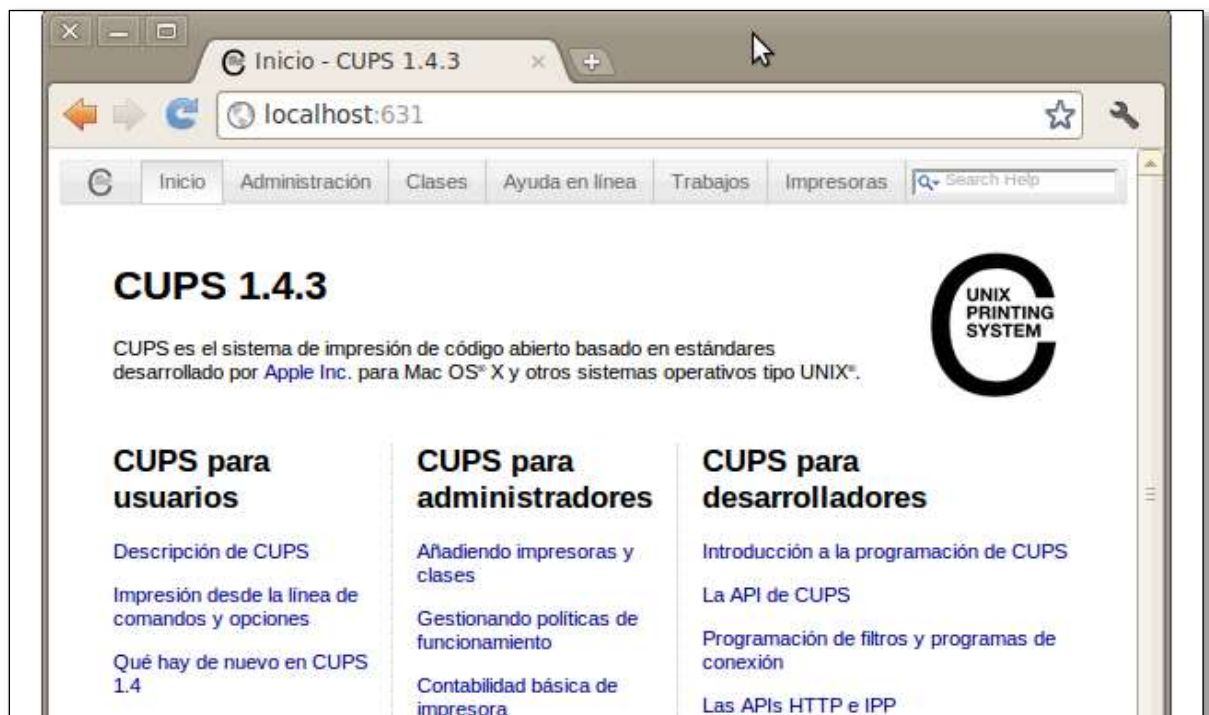 Inicio - CUPS 1.4.3
localhost:631
Inicio Administración Clases Ayuda en línea Trabajos Impresoras Search Help
CUPS 1.4.3
UNIX
PRINTING
SYSTEM
CUPS es el sistema de impresión de código abierto basado en estándares
desarrollado por Apple Inc. para Mac OS® X y otros sistemas operativos tipo UNIX®.
CUPS para
usuarios
Descripción de CUPS
Impresión desde la línea de
comandos y opciones
Qué hay de nuevo en CUPS
1.4
CUPS para
administradores
Añadiendo impresoras y
clases
Gestionando políticas de
funcionamiento
Contabilidad básica de
impresora
CUPS para
desarrolladores
Introducción a la programación de CUPS
La API de CUPS
Programación de filtros y programas de
conexión
Las APIs HTTP e IPP